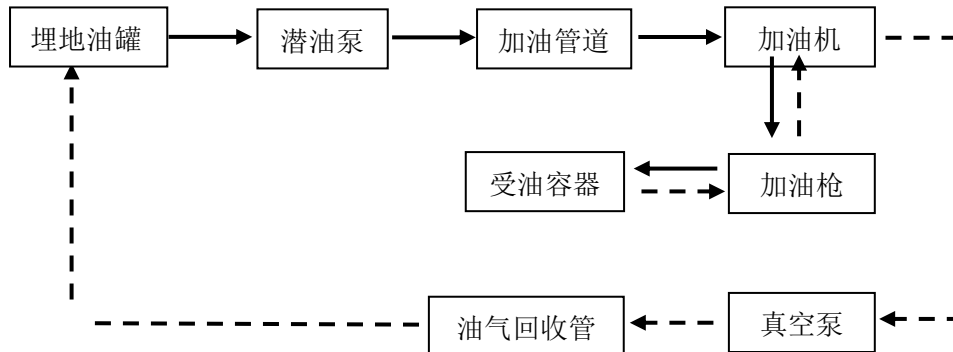 埋地油罐
潜油泵
加油管道
加油机
受油容器
加油枪
油气回收管
真空泵